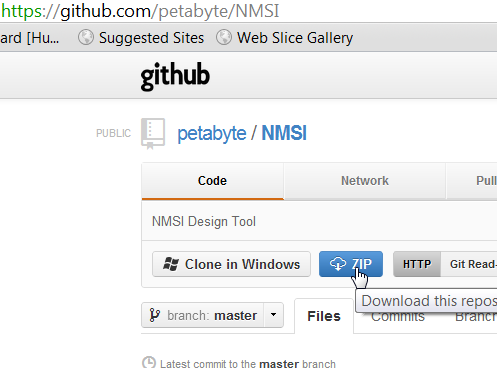 https://github.com/petabyte/NMSI
ard [Hu... Suggested Sites Web Slice Gallery
github
PUBLIC petabyte / NMSI
Code Network Pull
NMSI Design Tool
Clone in Windows ZIP HTTP Git Read-
Download this repos
branch: master Files Commits Branc
Latest commit to the master branch